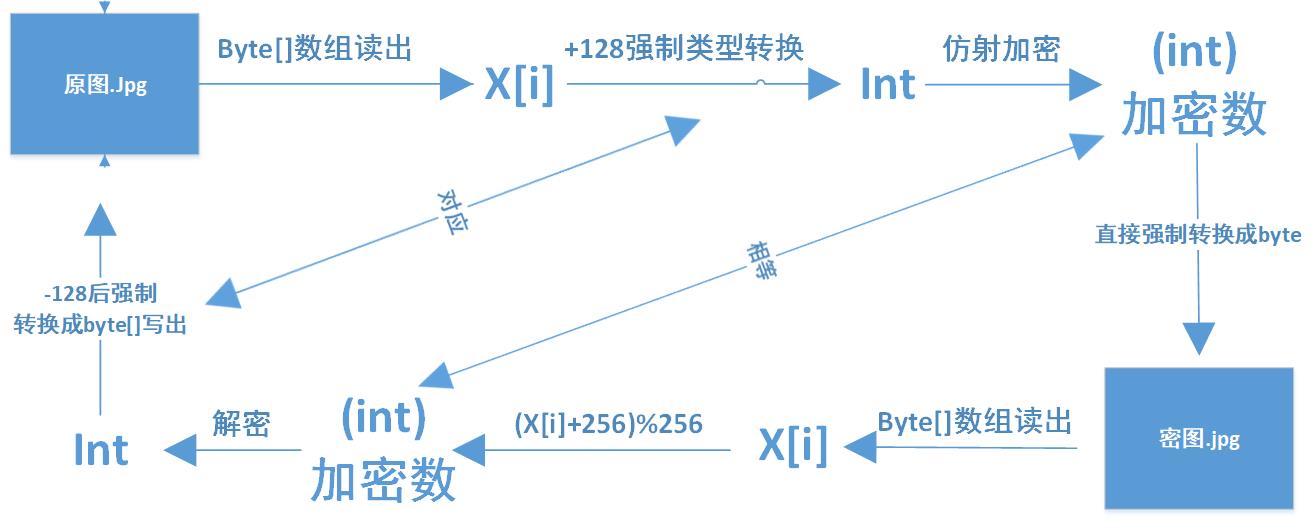 原图.Jpg
Byte[]数组读出
X[i]
+128强制类型转换
Int
仿射加密
(int)
加密数
对应
相等
直接强制转换成byte
-128后强制
转换成byte[]写出
Int
解密
(int)
加密数
(X[i]+256)%256
X[i]
Byte[]数组读出
密图.jpg